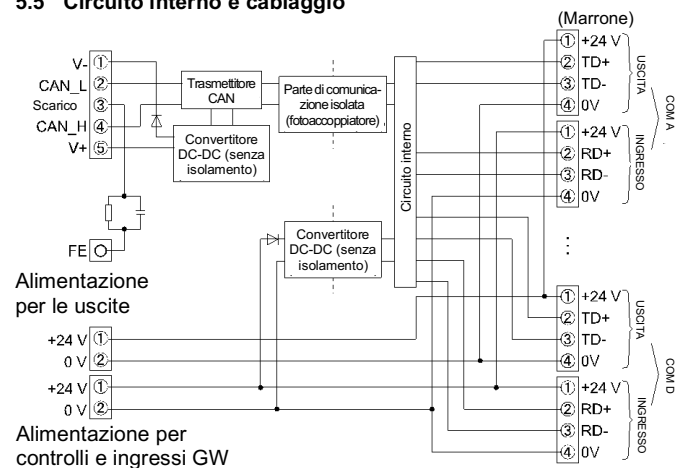 5.5 Circuito interno e cablaggio
V-
①
CAN_L
②
Scarico
③
CAN_H
④
V+
⑤
FE
Trasmettitore
CAN
Convertitore
DC-DC (senza
isolamento)
Parte di comunica-
zione isolata
(fotoaccoppiatore)
Convertitore
DC-DC (senza
isolamento)
Circuito interno
Alimentazione
per le uscite
+24 V ①
0 V ②
+24 V ①
0 V ②
Alimentazione per
controlli e ingressi GW
(Marrone)
① +24 V
② TD+
③ TD-
④ 0V
USCITA
① +24 V
② RD+
③ RD-
④ 0V
INGRESSO
COM A
① +24 V
② TD+
③ TD-
④ 0V
USCITA
① +24 V
② RD+
③ RD-
④ 0V
INGRESSO
COM D